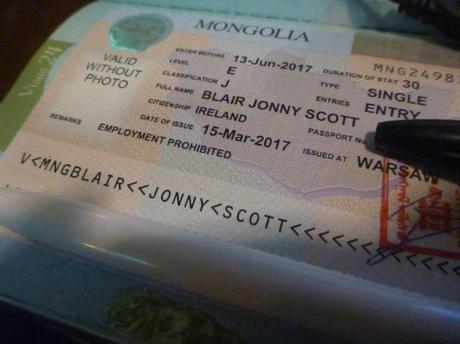 MONGOLIA
VALID WITHOUT PHOTO
ENTER BEFORE 13-Jun-2017 MNG2498
LEVEL E DURATION OF STAY 30
CLASSIFICATION J TYPE SINGLE
FULL NAME BLAIR JONNY SCOTT ENTRIES ENTRY
CITIZENSHIP IRELAND PASSPORT No
DATE OF ISSUE 15-Mar-2017 ISSUED AT WARSAW
REMARKS EMPLOYMENT PROHIBITED
V<MNGBLAIR<<JONNY<SCOTT<<<<<<<<<<<<<